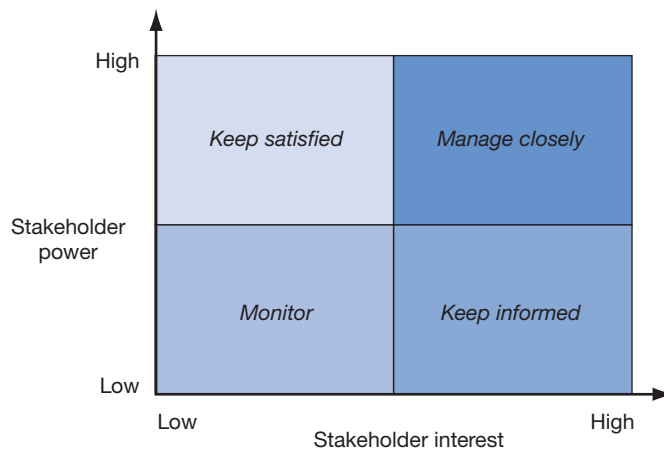 High
Keep satisfied
Manage closely
Stakeholder
power
Monitor
Keep informed
Low
Low
High
Stakeholder interest